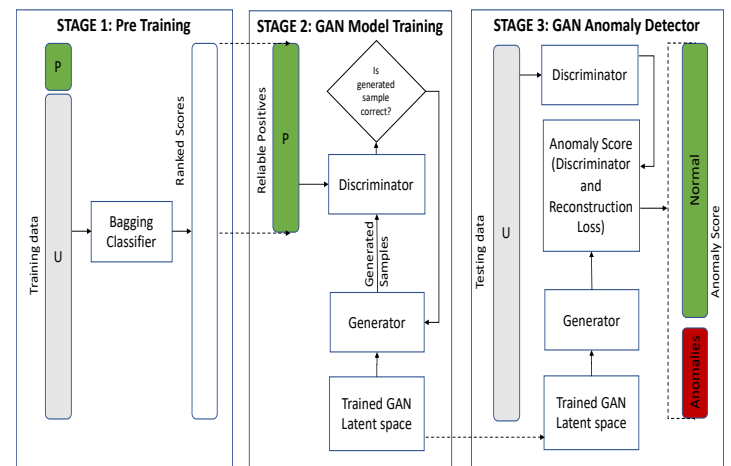 STAGE 1: Pre Training
P
U
Training data
Bagging
Classifier
Ranked Scores
STAGE 2: GAN Model Training
Reliable Positives
P
Is
generated
sample
correct?
Discriminator
Generated
Samples
Generator
Trained GAN
Latent space
STAGE 3: GAN Anomaly Detector
Testing data
U
Discriminator
Anomaly Score
(Discriminator
and
Reconstruction
Loss)
Generator
Trained GAN
Latent space
Normal
Anomalies
Anomaly Score